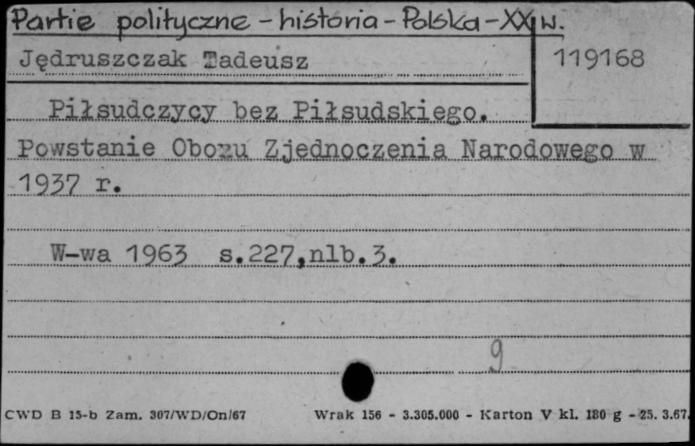 Partie polityczne - historia - Polska - XX w.
Jędruszczak Tadeusz
119168
Piłsudczycy bez Piłsudskiego.
Powstanie Obozu Zjednoczenia Narodowego w
1937 r.
W-wa 1963 s.227,nlb.3.
9
CWD B 15-b Zam. 307/WD/On/67 Wrak 156 - 3.305.000 - Karton V kl. 180 g - 25. 3.67.